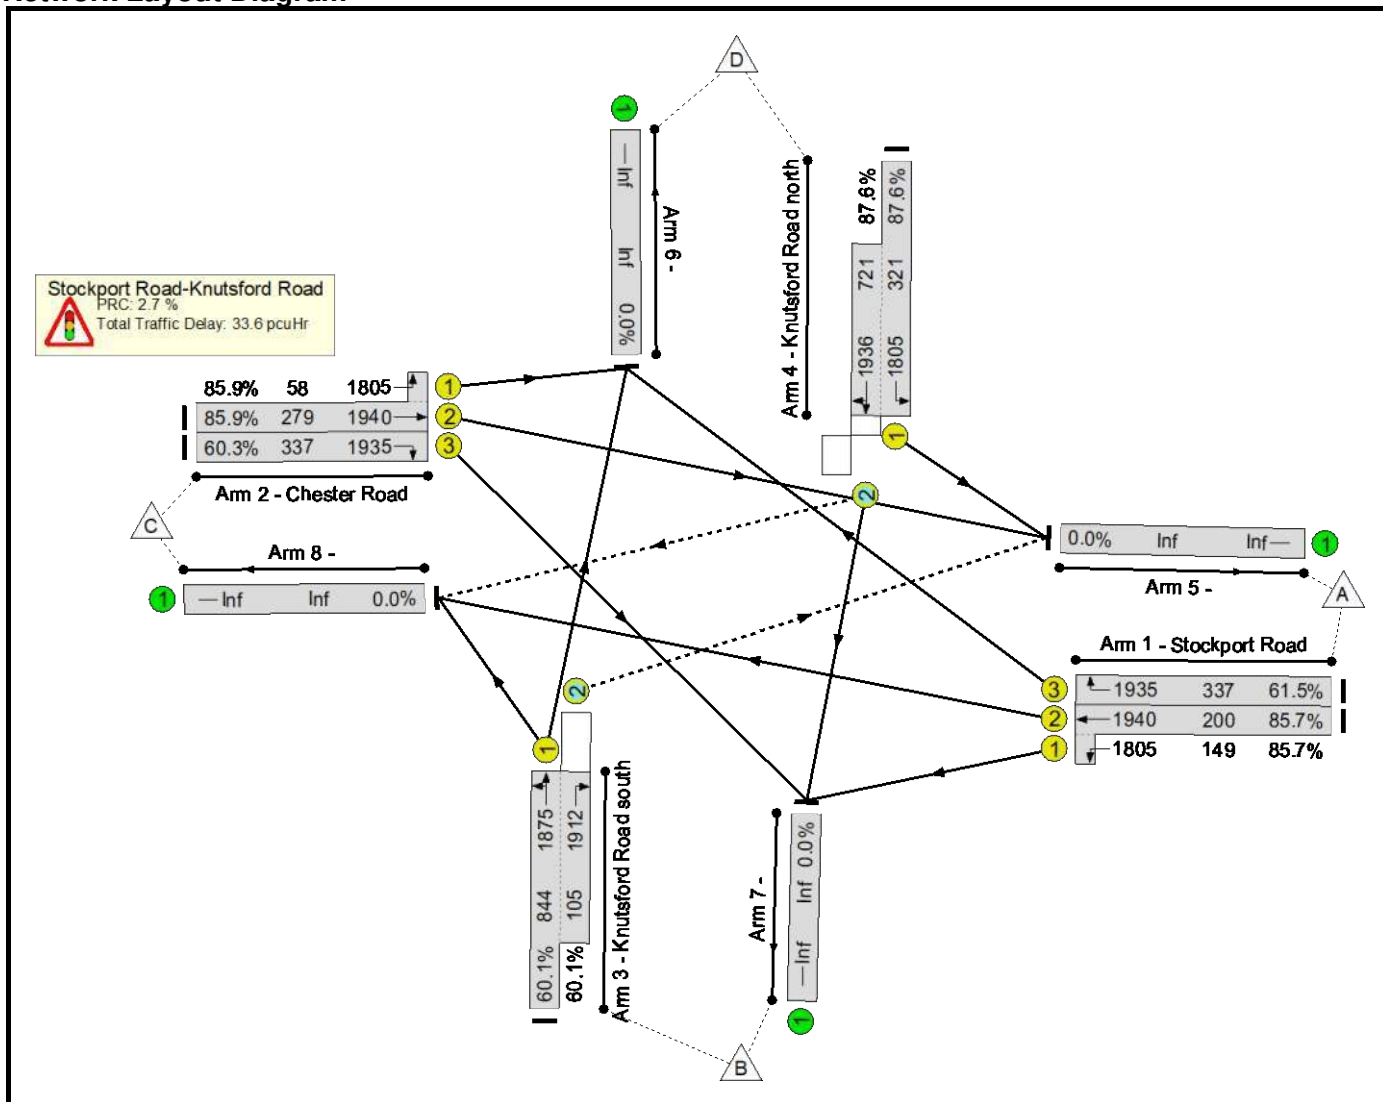 Network Layout Diagram
D
1
—Inf Inf 0.0%
Arm 6 -
Arm 4 - Knutsford Road north
1936 721 87.6%
1805 321 87.6%
1
2
Stockport Road-Knutsford Road
PRC: 2.7 %
Total Traffic Delay: 33.6 pcuHr
85.9% 58 1805
1
85.9% 279 1940
2
60.3% 337 1935
3
Arm 2 - Chester Road
C
Arm 8 -
1
—Inf Inf 0.0%
0.0% Inf Inf—
1
Arm 5 -
A
Arm 1 - Stockport Road
3
1935 337 61.5%
2
1940 200 85.7%
1
1805 149 85.7%
2
1
60.1% 844 1875
60.1% 105 1912
Arm 3 - Knutsford Road south
Arm 7 -
—Inf Inf 0.0%
1
B